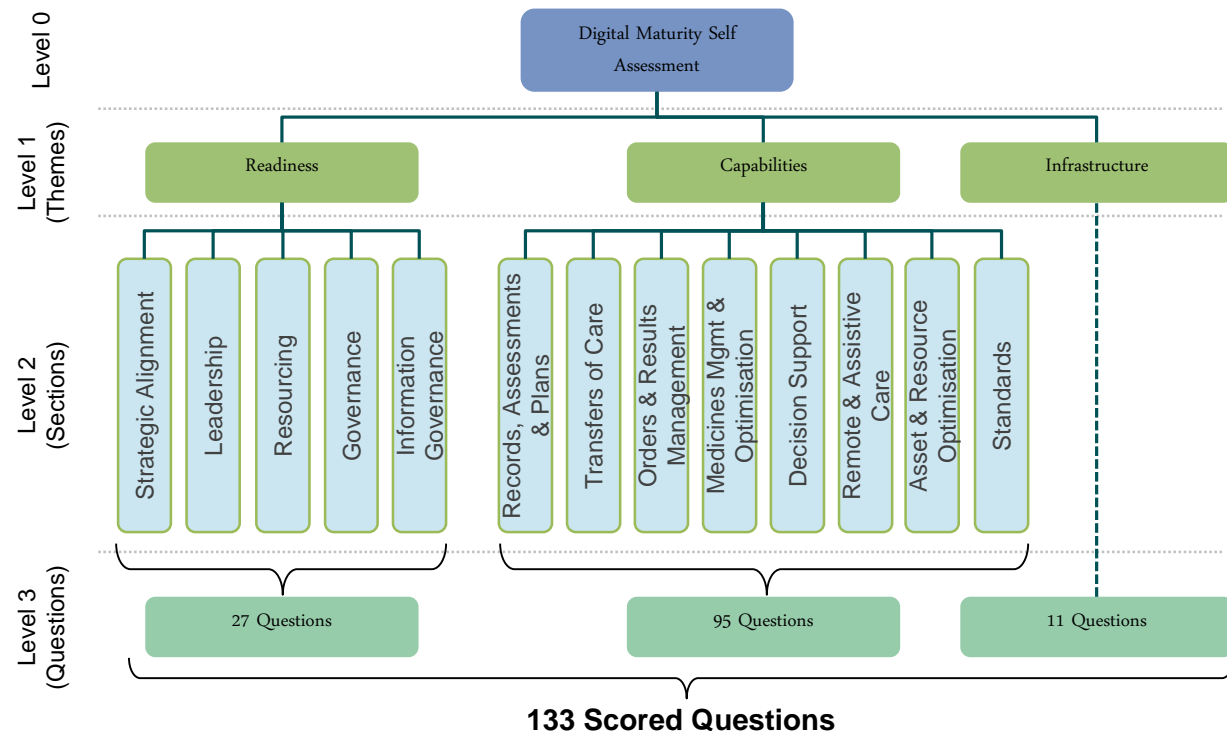 Level 0
Digital Maturity Self
Assessment
Level 1
(Themes)
Readiness
Capabilities
Infrastructure
Level 2
(Sections)
Strategic Alignment
Leadership
Resourcing
Governance
Information
Governance
Records, Assessments
& Plans
Transfers of Care
Orders & Results
Management
Medicines Mgmt &
Optimisation
Decision Support
Remote & Assistive
Care
Asset & Resource
Optimisation
Standards
Level 3
(Questions)
27 Questions
95 Questions
11 Questions
133 Scored Questions